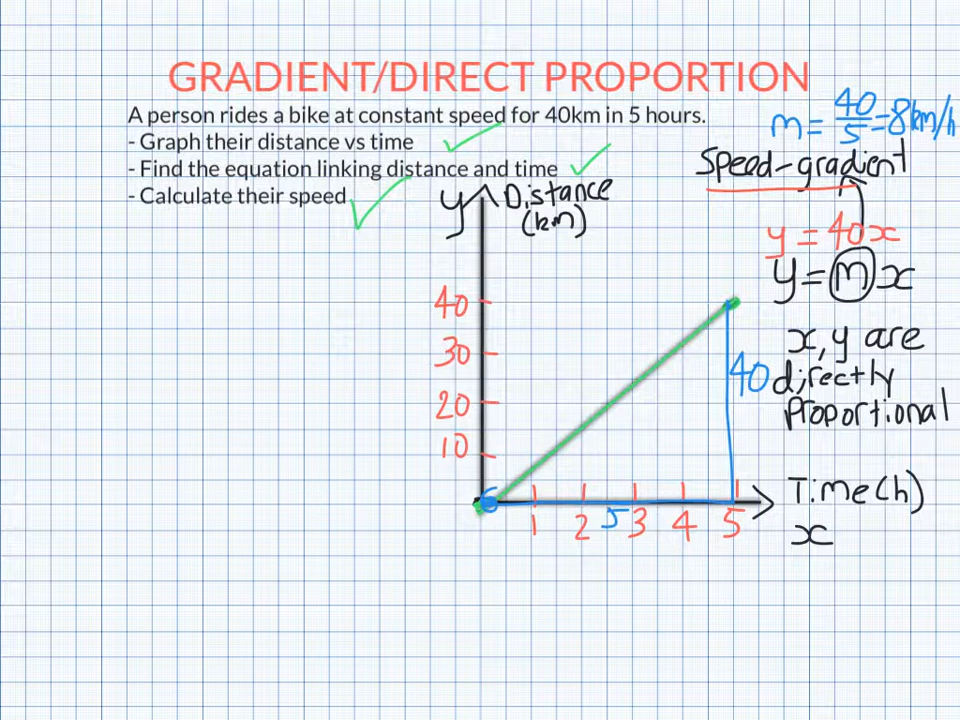 GRADIENT/DIRECT PROPORTION
A person rides a bike at constant speed for 40km in 5 hours.
- Graph their distance vs time
- Find the equation linking distance and time
- Calculate their speed
m = 40/5 = 8km/h
Speed-gradient
y = 40x
y = mx
x, y are
directly
proportional
y Distance
(km)
40
30
20
10
40
1 2 5 3 4 5
Time(h)
x